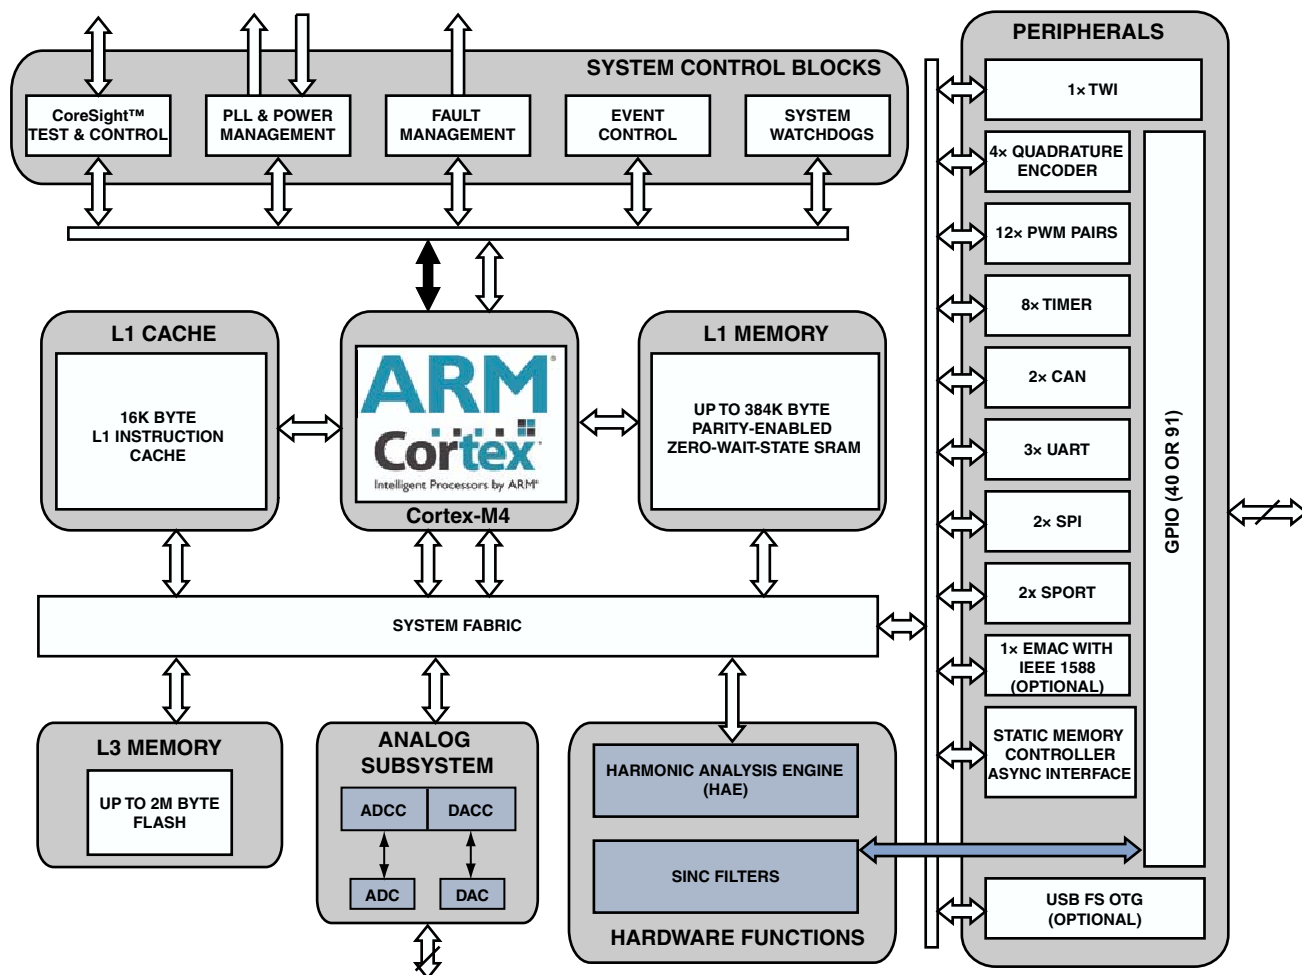 SYSTEM CONTROL BLOCKS
CoreSight™
TEST & CONTROL
PLL & POWER
MANAGEMENT
FAULT
MANAGEMENT
EVENT
CONTROL
SYSTEM
WATCHDOGS
L1 CACHE
16K BYTE
L1 INSTRUCTION
CACHE
ARM®
Cortex®
Intelligent Processors by ARM®
Cortex-M4
L1 MEMORY
UP TO 384K BYTE
PARITY-ENABLED
ZERO-WAIT-STATE SRAM
SYSTEM FABRIC
L3 MEMORY
UP TO 2M BYTE
FLASH
ANALOG
SUBSYSTEM
ADCC
DACC
ADC
DAC
HARMONIC ANALYSIS ENGINE
(HAE)
SINC FILTERS
HARDWARE FUNCTIONS
PERIPHERALS
1× TWI
4× QUADRATURE
ENCODER
12× PWM PAIRS
8× TIMER
2× CAN
3× UART
2× SPI
2x SPORT
1× EMAC WITH
IEEE 1588
(OPTIONAL)
STATIC MEMORY
CONTROLLER
ASYNC INTERFACE
USB FS OTG
(OPTIONAL)
GPIO (40 OR 91)